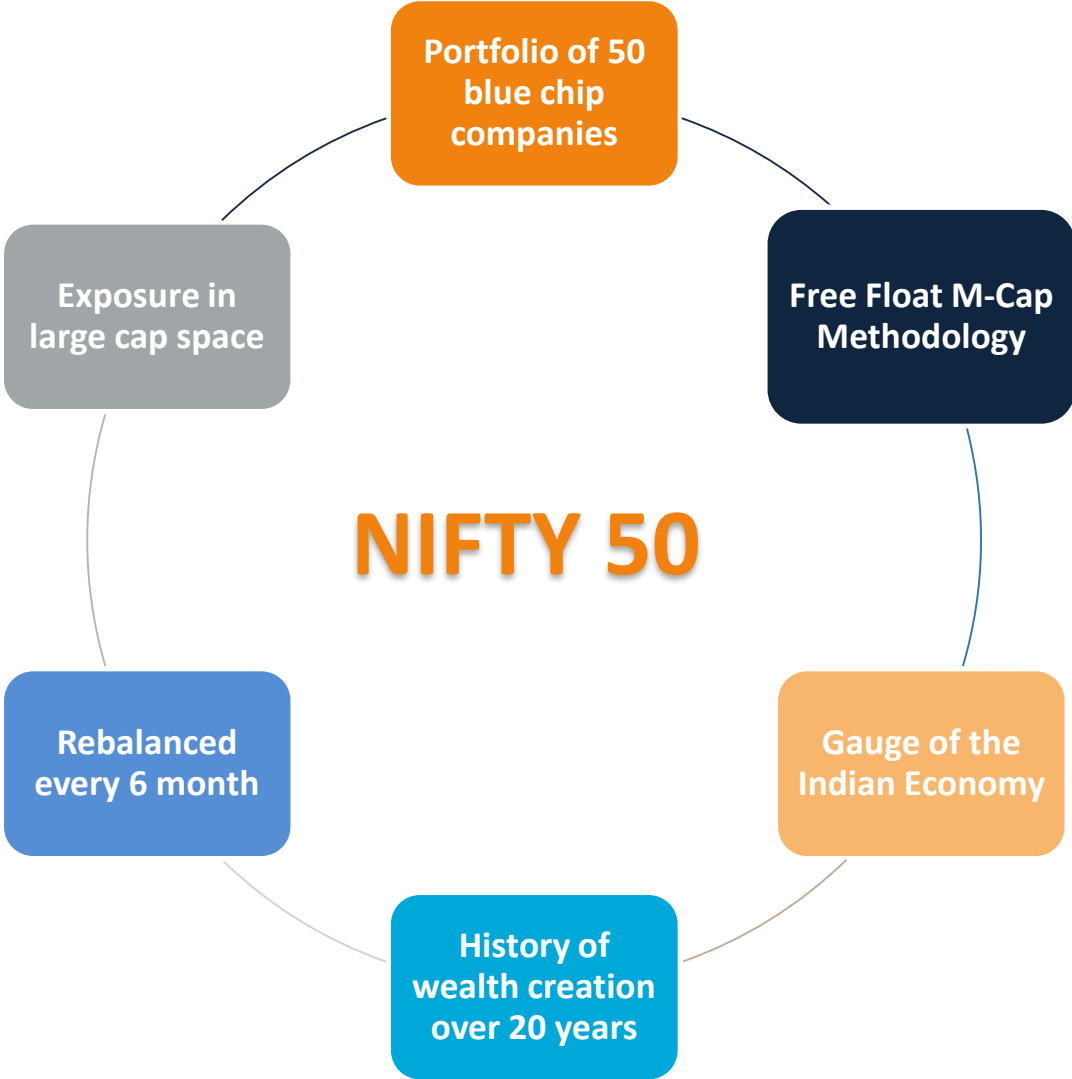 Portfolio of 50
blue chip
companies
Free Float M-Cap
Methodology
Gauge of the
Indian Economy
History of
wealth creation
over 20 years
Rebalanced
every 6 month
Exposure in
large cap space
NIFTY 50